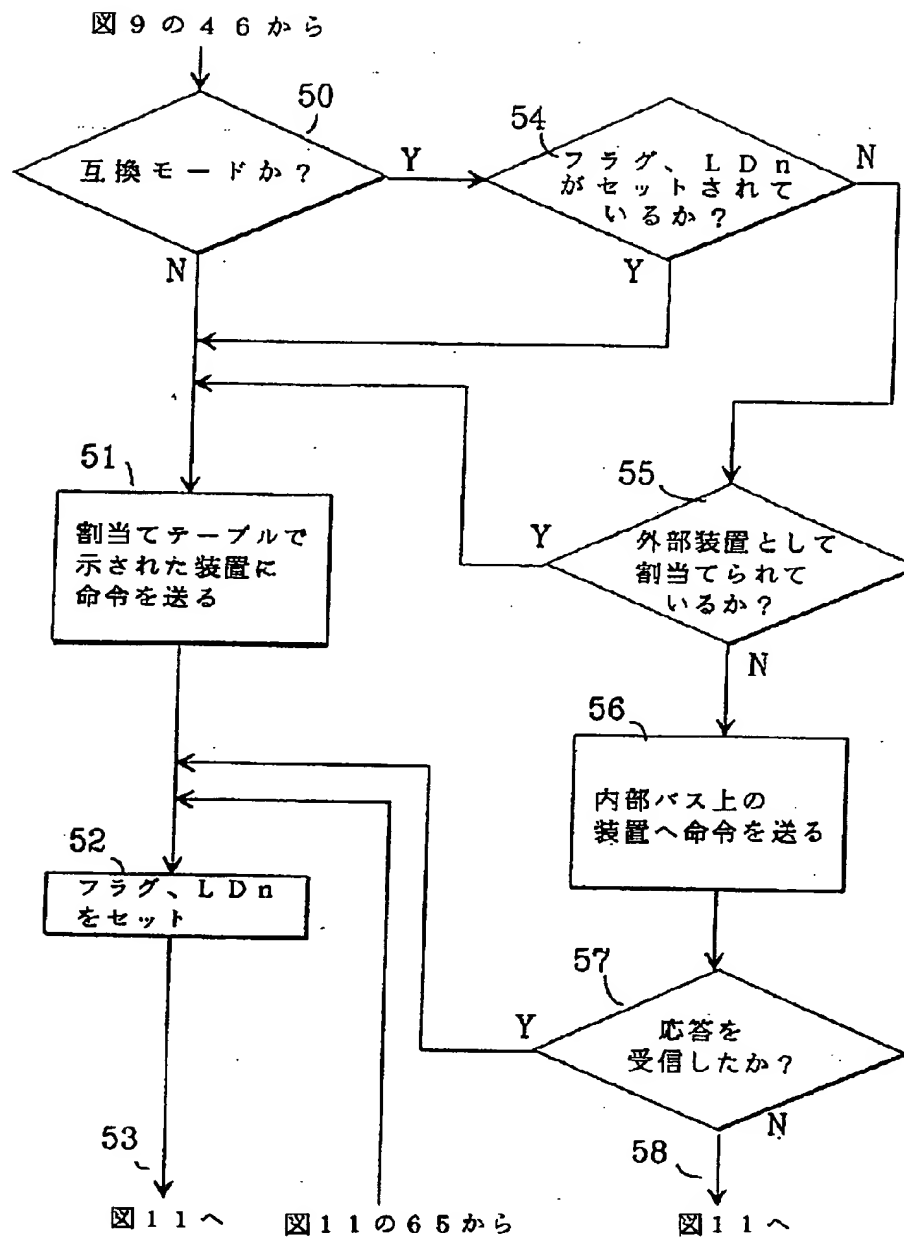 図9の46から
50
互換モードか?
Y
N
54
フラグ、LDn
がセットされて
いるか?
N
Y
51
割当てテーブルで
示された装置に
命令を送る
55
外部装置として
割当てられて
いるか?
Y
N
56
内部バス上の
装置へ命令を送る
52
フラグ、LDn
をセット
57
応答を
受信したか?
Y
N
53
58
図11へ
図11の65から
図11へ